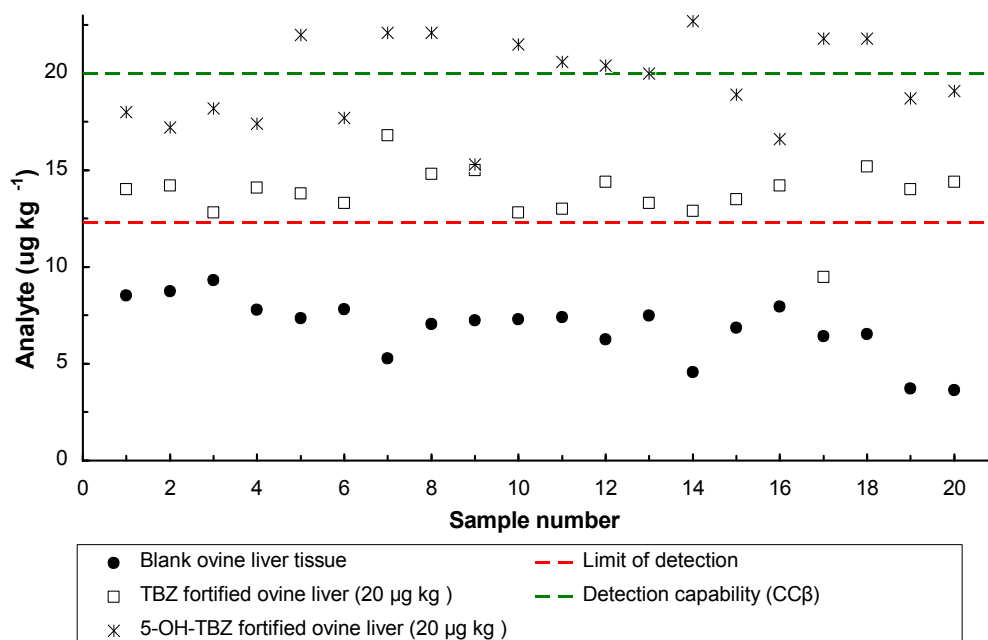 20
15
10
5
0
Analyte (ug kg -1)
0 2 4 6 8 10 12 14 16 18 20
Sample number
Blank ovine liver tissue
Limit of detection
TBZ fortified ovine liver (20 µg kg )
Detection capability (CCβ)
5-OH-TBZ fortified ovine liver (20 µg kg )